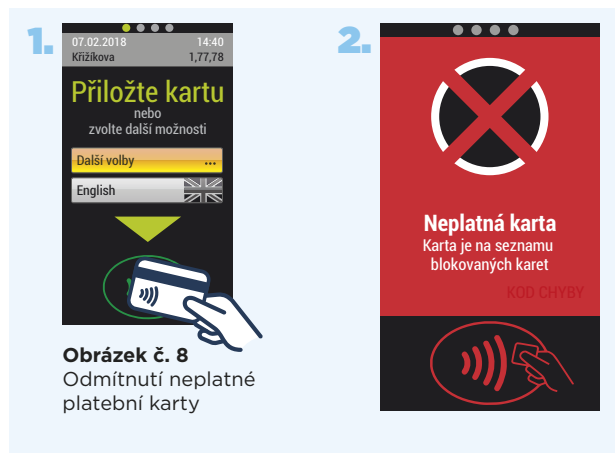 1.
07.02.2018 14:40
Křižíkova 1,77,78
Přiložte kartu
nebo
zvolte další možnosti
Další volby ...
English
Obrázek č. 8
Odmítnutí neplatné
platební karty
2.
Neplatná karta
Karta je na seznamu
blokovaných karet
KOD CHYBY